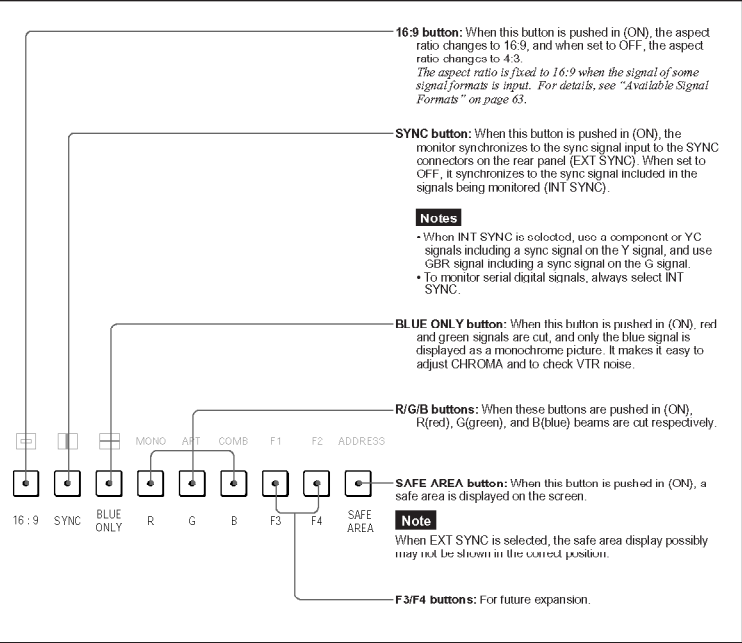 16:9 button: When this button is pushed in (ON), the aspect
ratio changes to 16:9, and when set to OFF, the aspect
ratio changes to 4:3.
The aspect ratio is fixed to 16:9 when the signal of some
signal formats is input. For details, see “Available Signal
Formats” on page 63.
SYNC button: When this button is pushed in (ON), the
monitor synchronizes to the sync signal input to the SYNC
connectors on the rear panel (EXT SYNC). When set to
OFF, it synchronizes to the sync signal included in the
signals being monitored (INT SYNC).
Notes
• When INT SYNC is selected, use a component or YC
signals including a sync signal on the Y signal, and use
GBR signal including a sync signal on the G signal.
• To monitor serial digital signals, always select INT
SYNC.
BLUE ONLY button: When this button is pushed in (ON), red
and green signals are cut, and only the blue signal is
displayed as a monochrome picture. It makes it easy to
adjust CHROMA and to check VTR noise.
R/G/B buttons: When these buttons are pushed in (ON),
R(red), G(green), and B(blue) beams are cut respectively.
MONO APT COMB F1 F2 ADDRESS
SAFE AREA button: When this button is pushed in (ON), a
safe area is displayed on the screen.
16 : 9 SYNC BLUE ONLY R G B F3 F4 SAFE AREA
Note
When EXT SYNC is selected, the safe area display possibly
may not be shown in the correct position.
F3/F4 buttons: For future expansion.